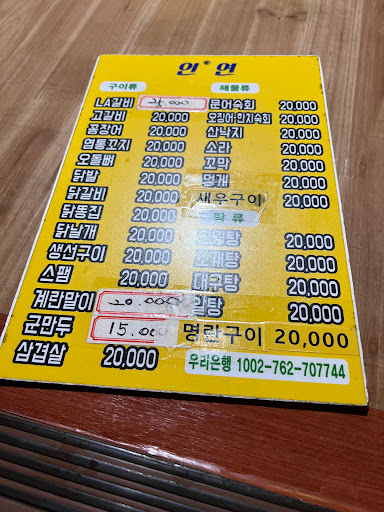 인연
구이류
LA갈비 25.000
고갈비 20,000
곰장어 20,000
염통꼬지 20,000
오돌뼈 20,000
닭발 20,000
닭갈비 20,000
닭똥집 20,000
닭날개 20,000
생선구이 20,000
스팸 20,000
계란말이 20.000
군만두 15.000
삼겹살 20,000
해물류
문어숙회 20,000
오징어·한치숙회 20,000
산낙지 20,000
소라 20,000
꼬막 20,000
멍게 20,000
새우구이 20,000
탕류
오뎅탕 20,000
조개탕 20,000
대구탕 20,000
알탕 20,000
명란구이 20,000
우리은행 1002-762-707744